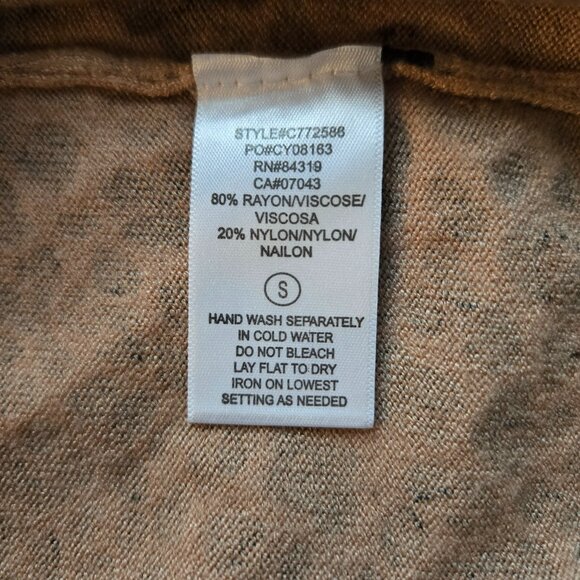 STYLE#C772586
PO#CY08163
RN#84319
CA#07043
80% RAYON/VISCOSE/
VISCOSA
20% NYLON/NYLON/
NAILON
S
HAND WASH SEPARATELY
IN COLD WATER
DO NOT BLEACH
LAY FLAT TO DRY
IRON ON LOWEST
SETTING AS NEEDED